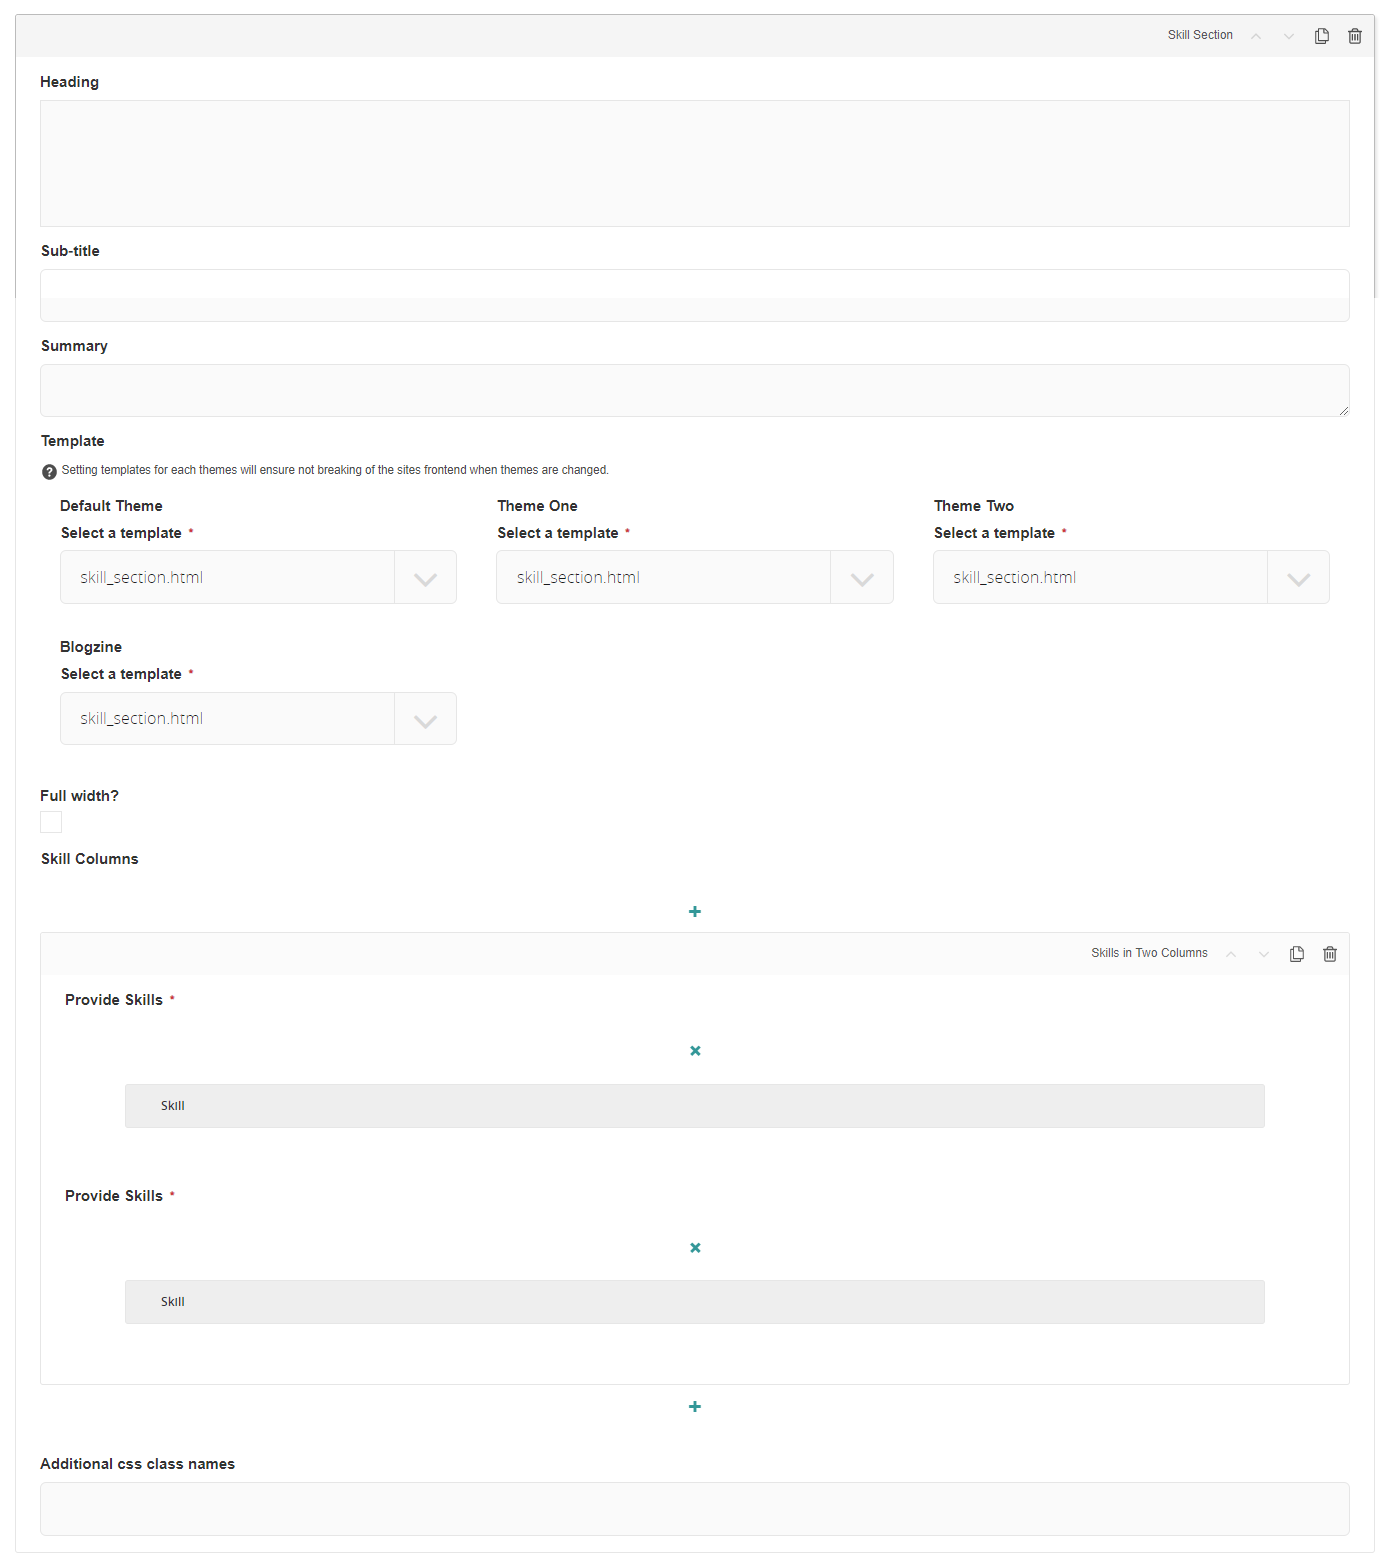 Skill Section
Heading
Sub-title
Summary
Template
Setting templates for each themes will ensure not breaking of the sites frontend when themes are changed.
Default Theme
Select a template *
skill_section.html
Theme One
Select a template *
skill_section.html
Theme Two
Select a template *
skill_section.html
Blogzine
Select a template *
skill_section.html
Full width?
Skill Columns
Skills in Two Columns
Provide Skills *
Skill
Provide Skills *
Skill
Additional css class names